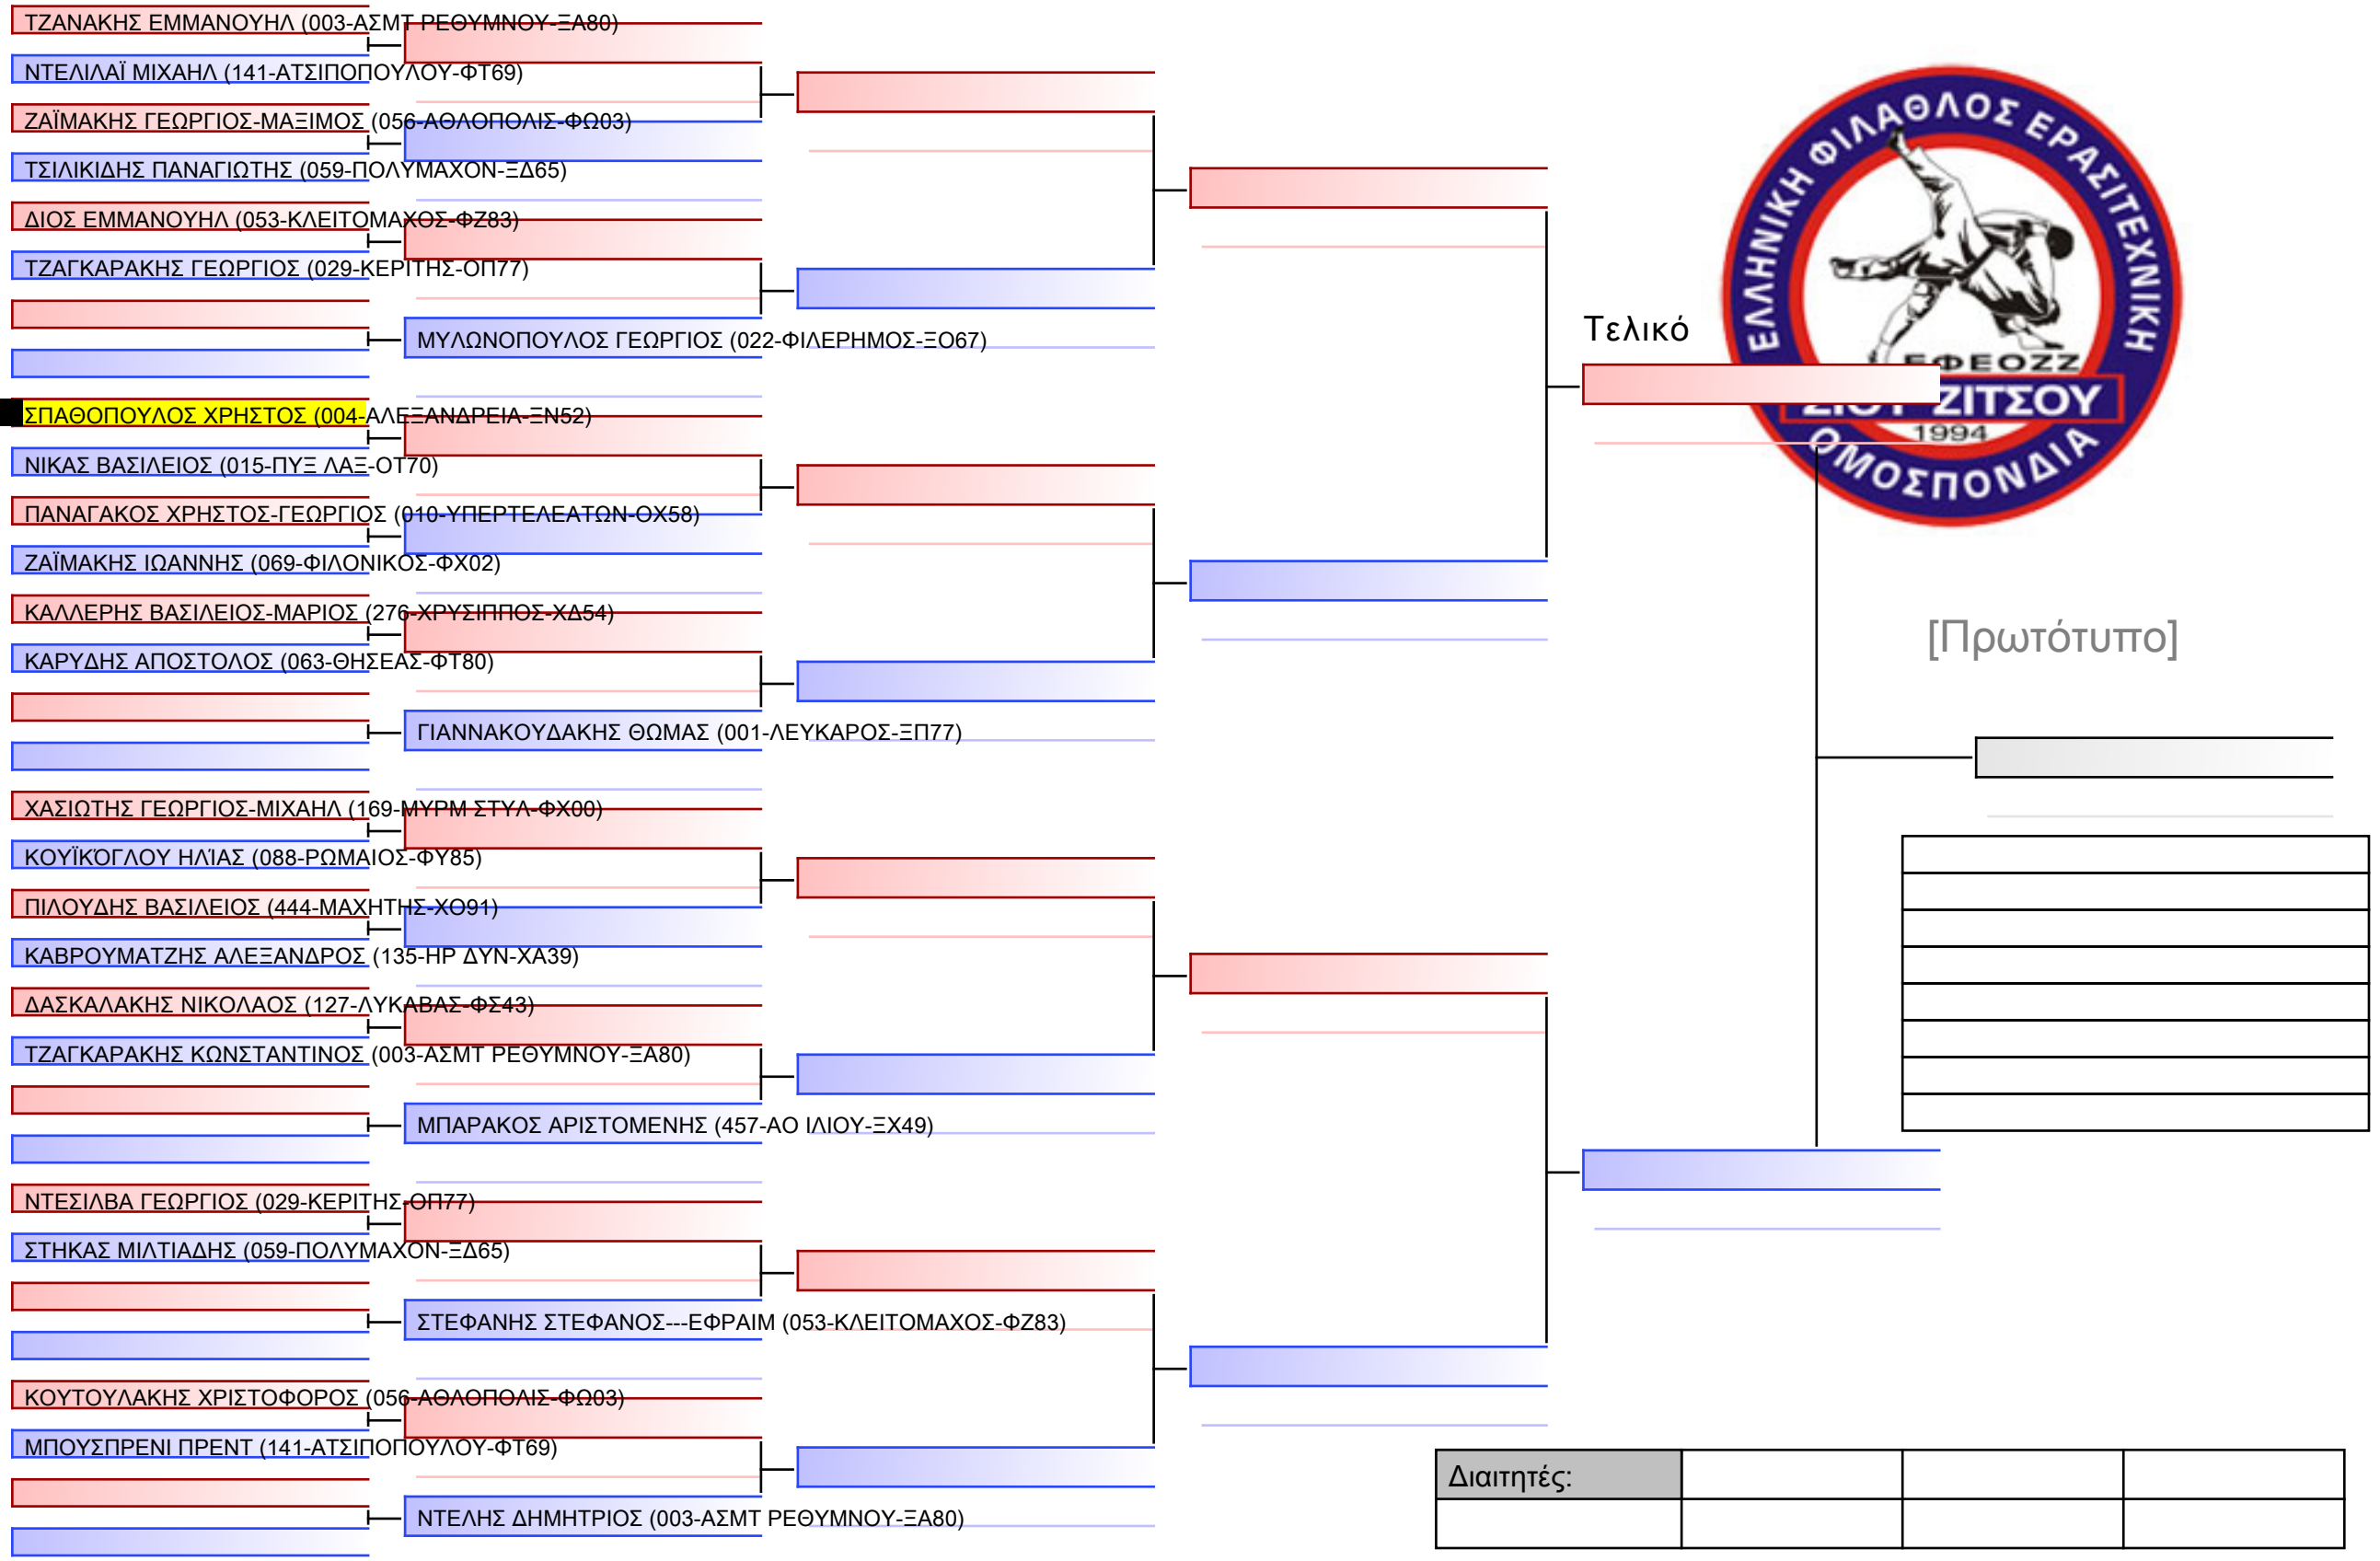 ΤΖΑΝΑΚΗΣ ΕΜΜΑΝΟΥΗΛ (003-ΑΣΜΤ ΡΕΘΥΜΝΟΥ-ΞΑ80)
ΝΤΕΛΙΛΑΪ ΜΙΧΑΗΛ (141-ΑΤΣΙΠΟΠΟΥΛΟΥ-ΦΤ69)
ΖΑΪΜΑΚΗΣ ΓΕΩΡΓΙΟΣ-ΜΑΞΙΜΟΣ (056-ΑΘΛΟΠΟΛΙΣ-ΦΩ03)
ΤΣΙΛΙΚΙΔΗΣ ΠΑΝΑΓΙΩΤΗΣ (059-ΠΟΛΥΜΑΧΟΝ-ΞΔ65)
ΔΙΟΣ ΕΜΜΑΝΟΥΗΛ (053-ΚΛΕΙΤΟΜΑΧΟΣ-ΦΖ83)
ΤΖΑΓΚΑΡΑΚΗΣ ΓΕΩΡΓΙΟΣ (029-ΚΕΡΙΤΗΣ-ΟΠ77)
ΜΥΛΩΝΟΠΟΥΛΟΣ ΓΕΩΡΓΙΟΣ (022-ΦΙΛΕΡΗΜΟΣ-ΞΟ67)
ΣΠΑΘΟΠΟΥΛΟΣ ΧΡΗΣΤΟΣ (004-ΑΛΕΞΑΝΔΡΕΙΑ-ΞΝ52)
ΝΙΚΑΣ ΒΑΣΙΛΕΙΟΣ (015-ΠΥΞ ΛΑΞ-ΟΤ70)
ΠΑΝΑΓΑΚΟΣ ΧΡΗΣΤΟΣ-ΓΕΩΡΓΙΟΣ (010-ΥΠΕΡΤΕΛΕΑΤΩΝ-ΟΧ58)
ΖΑΪΜΑΚΗΣ ΙΩΑΝΝΗΣ (069-ΦΙΛΟΝΙΚΟΣ-ΦΧ02)
ΚΑΛΛΕΡΗΣ ΒΑΣΙΛΕΙΟΣ-ΜΑΡΙΟΣ (276-ΧΡΥΣΙΠΠΟΣ-ΧΔ54)
ΚΑΡΥΔΗΣ ΑΠΟΣΤΟΛΟΣ (063-ΘΗΣΕΑΣ-ΦΤ80)
ΓΙΑΝΝΑΚΟΥΔΑΚΗΣ ΘΩΜΑΣ (001-ΛΕΥΚΑΡΟΣ-ΞΠ77)
ΧΑΣΙΩΤΗΣ ΓΕΩΡΓΙΟΣ-ΜΙΧΑΗΛ (169-ΜΥΡΜ ΣΤΥΛ-ΦΧ00)
ΚΟΥΪΚΌΓΛΟΥ ΗΛΊΑΣ (088-ΡΩΜΑΙΟΣ-ΦΥ85)
ΠΙΛΟΥΔΗΣ ΒΑΣΙΛΕΙΟΣ (444-ΜΑΧΗΤΗΣ-ΧΟ91)
ΚΑΒΡΟΥΜΑΤΖΗΣ ΑΛΕΞΑΝΔΡΟΣ (135-ΗΡ ΔΥΝ-ΧΑ39)
ΔΑΣΚΑΛΑΚΗΣ ΝΙΚΟΛΑΟΣ (127-ΛΥΚΑΒΑΣ-ΦΣ43)
ΤΖΑΓΚΑΡΑΚΗΣ ΚΩΝΣΤΑΝΤΙΝΟΣ (003-ΑΣΜΤ ΡΕΘΥΜΝΟΥ-ΞΑ80)
ΜΠΑΡΑΚΟΣ ΑΡΙΣΤΟΜΕΝΗΣ (457-ΑΟ ΙΛΙΟΥ-ΞΧ49)
ΝΤΕΣΙΛΒΑ ΓΕΩΡΓΙΟΣ (029-ΚΕΡΙΤΗΣ-ΟΠ77)
ΣΤΗΚΑΣ ΜΙΛΤΙΑΔΗΣ (059-ΠΟΛΥΜΑΧΟΝ-ΞΔ65)
ΣΤΕΦΑΝΗΣ ΣΤΕΦΑΝΟΣ---ΕΦΡΑΙΜ (053-ΚΛΕΙΤΟΜΑΧΟΣ-ΦΖ83)
ΚΟΥΤΟΥΛΑΚΗΣ ΧΡΙΣΤΟΦΟΡΟΣ (056-ΑΘΛΟΠΟΛΙΣ-ΦΩ03)
ΜΠΟΥΣΠΡΕΝΙ ΠΡΕΝΤ (141-ΑΤΣΙΠΟΠΟΥΛΟΥ-ΦΤ69)
ΝΤΕΛΗΣ ΔΗΜΗΤΡΙΟΣ (003-ΑΣΜΤ ΡΕΘΥΜΝΟΥ-ΞΑ80)
Τελικό
ΕΛΛΗΝΙΚΗ ΦΙΛΑΘΛΟΣ ΕΡΑΣΙΤΕΧΝΙΚΗ
ΕΦΕΟΖΖ
ΖΙΟΥ ΖΙΤΣΟΥ
1994
ΟΜΟΣΠΟΝΔΙΑ
[Πρωτότυπο]
Διαιτητές: